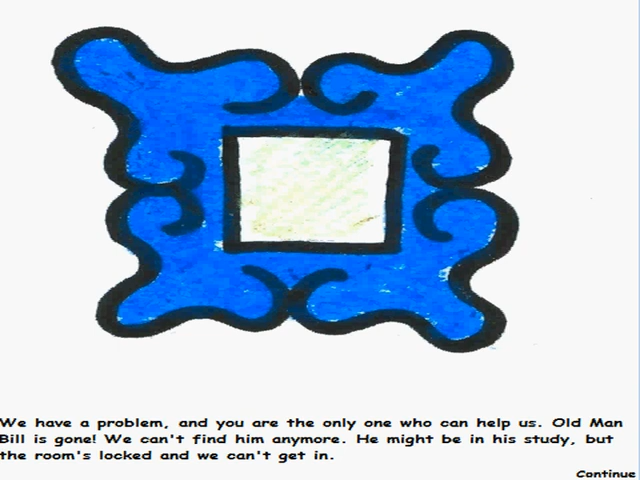 We have a problem, and you are the only one who can help us. Old Man
Bill is gone! We can't find him anymore. He might be in his study, but
the room's locked and we can't get in.
Continue